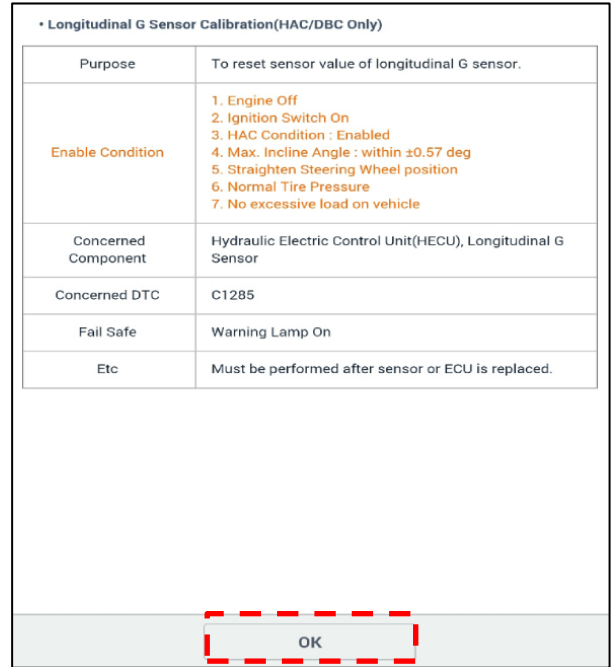 • Longitudinal G Sensor Calibration(HAC/DBC Only)
Purpose
To reset sensor value of longitudinal G sensor.
Enable Condition
1. Engine Off
2. Ignition Switch On
3. HAC Condition : Enabled
4. Max. Incline Angle : within ±0.57 deg
5. Straighten Steering Wheel position
6. Normal Tire Pressure
7. No excessive load on vehicle
Concerned
Component
Hydraulic Electric Control Unit(HECU), Longitudinal G
Sensor
Concerned DTC
C1285
Fail Safe
Warning Lamp On
Etc
Must be performed after sensor or ECU is replaced.
OK